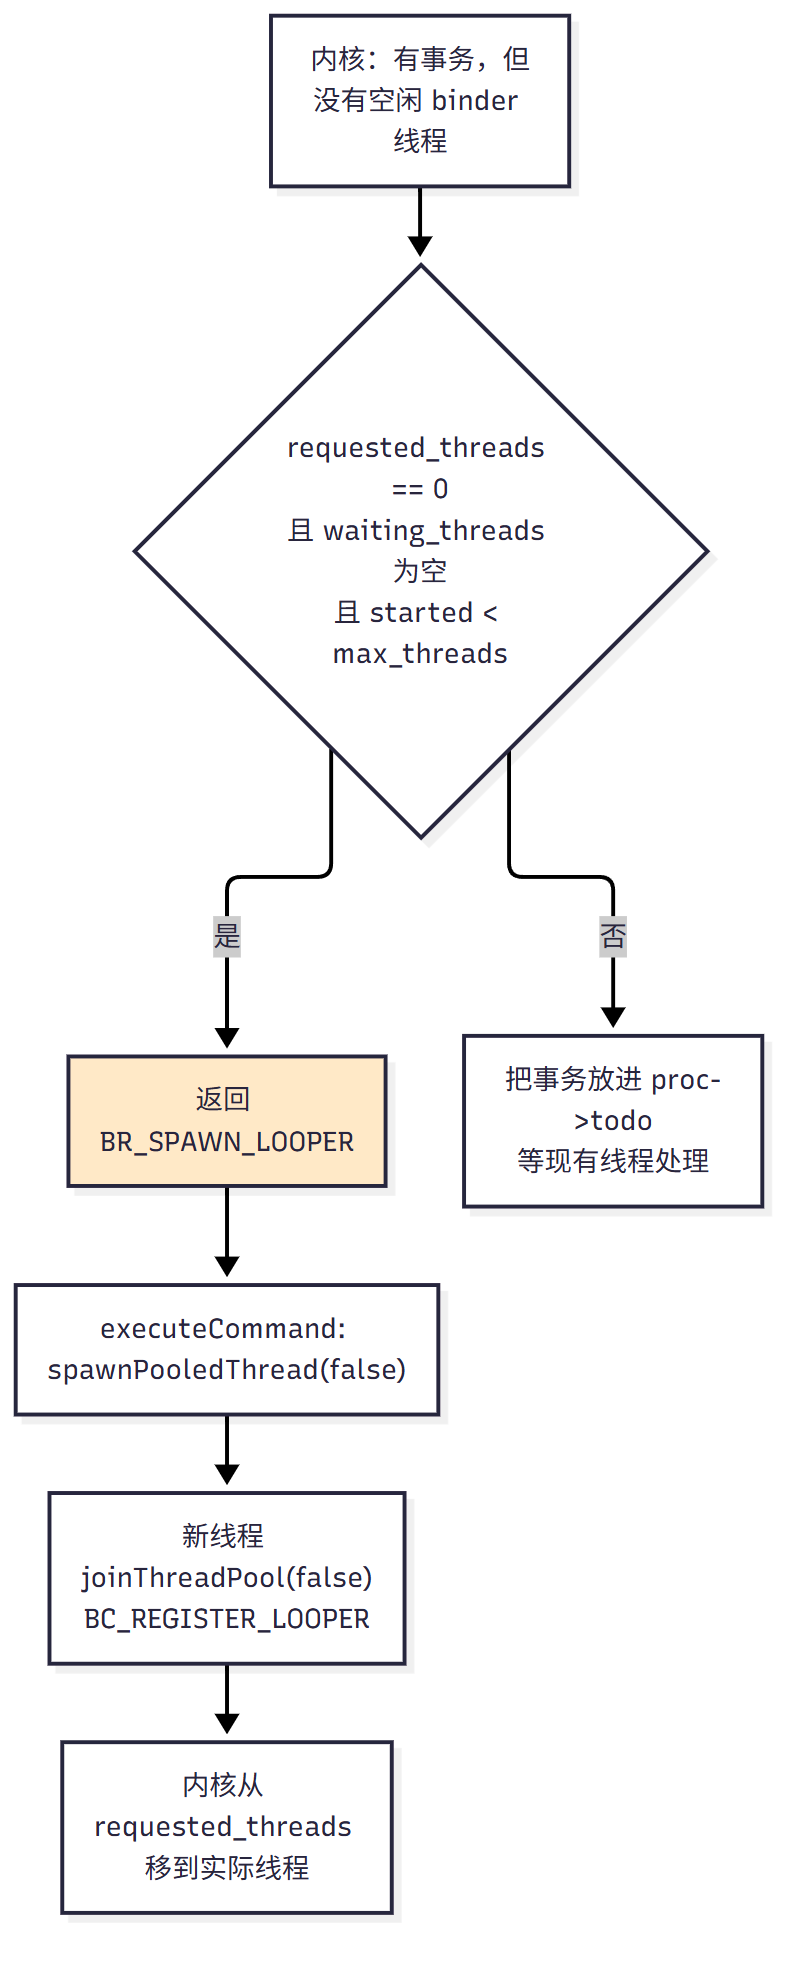 内核：有事务，但
没有空闲 binder
线程
requested_threads
== 0
且 waiting_threads
为空
且 started <
max_threads
是
否
返回
BR_SPAWN_LOOPER
把事务放进 proc-
>todo
等现有线程处理
executeCommand:
spawnPooledThread(false)
新线程
joinThreadPool(false)
BC_REGISTER_LOOPER
内核从
requested_threads
移到实际线程